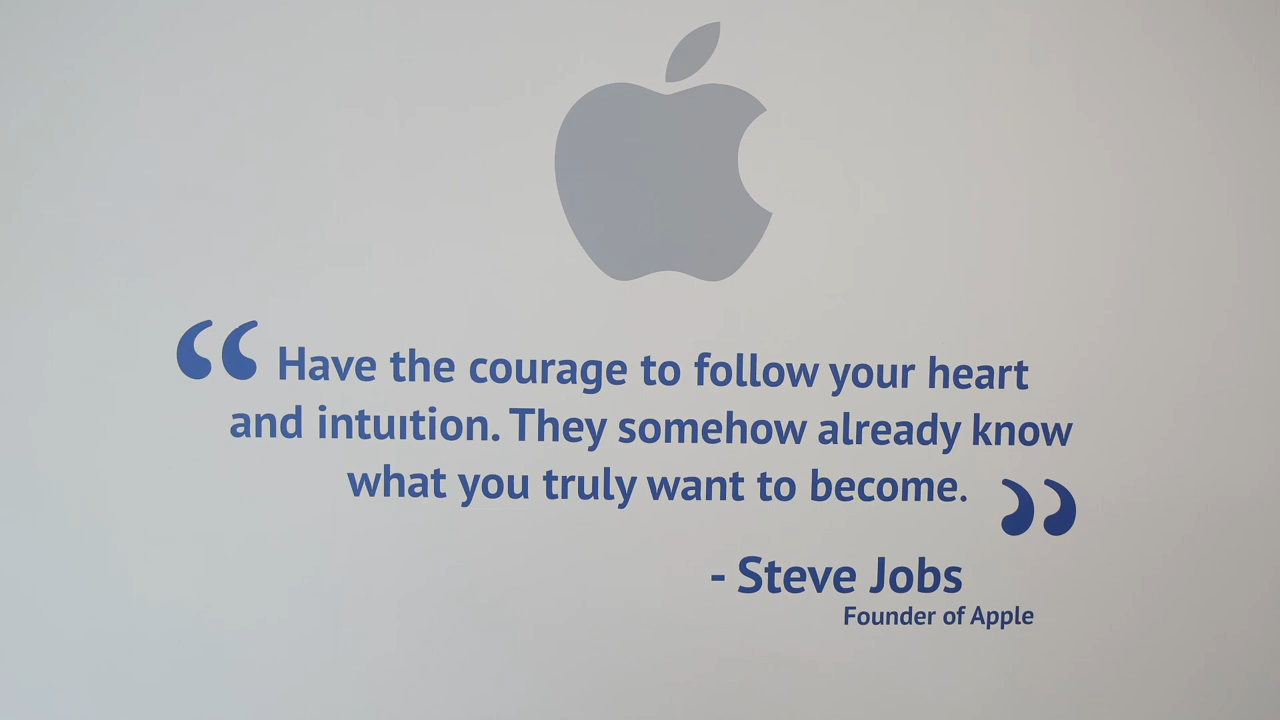 “ Have the courage to follow your heart
and intuıtion. They somehow already know
what you truly want to become. ”
- Steve Jobs
Founder of Apple